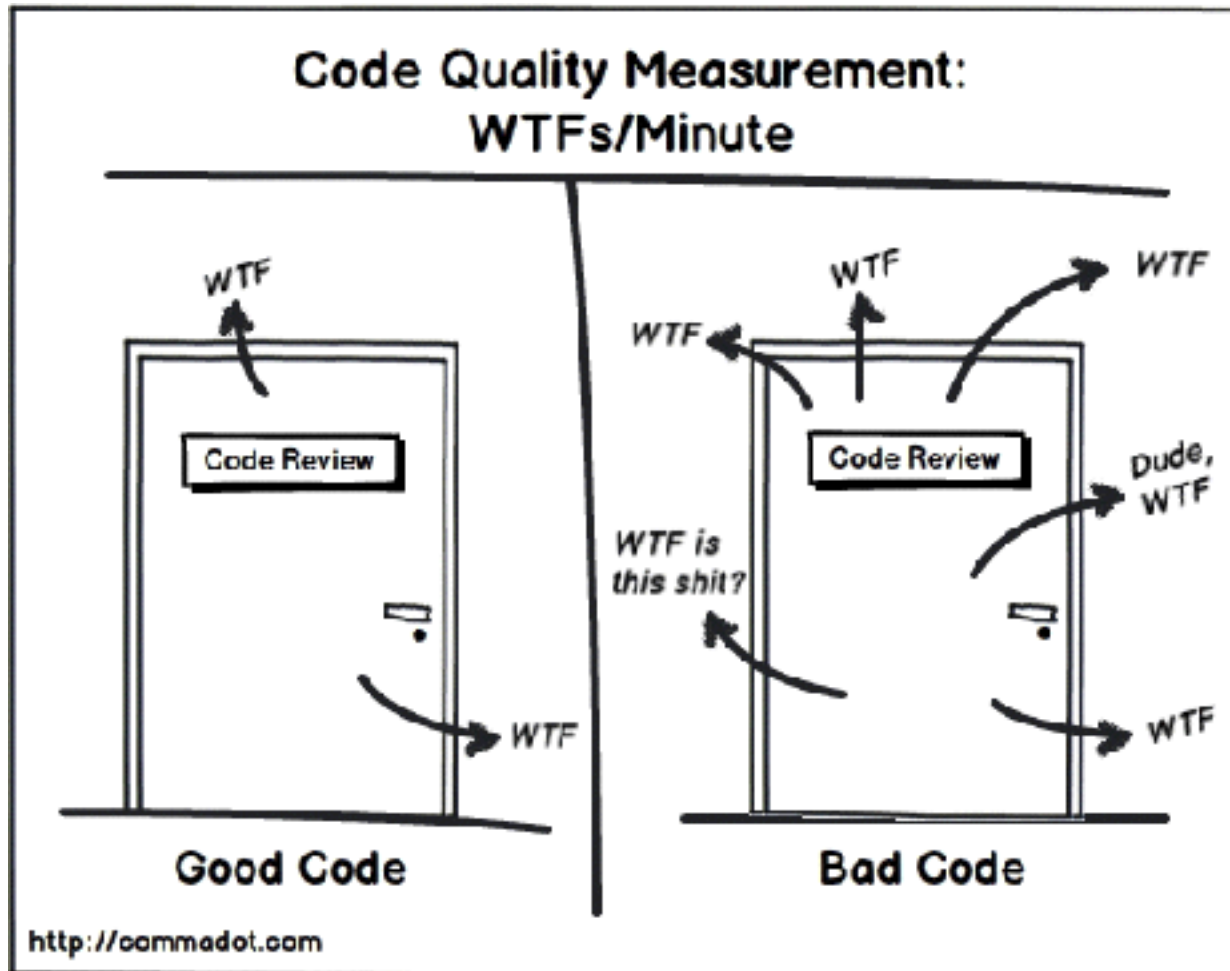 Code Quality Measurement:
WTFs/Minute
WTF
Code Review
WTF
Good Code
WTF
WTF
WTF
Code Review
Dude,
WTF
WTF is
this shit?
WTF
Bad Code
http://commadot.com